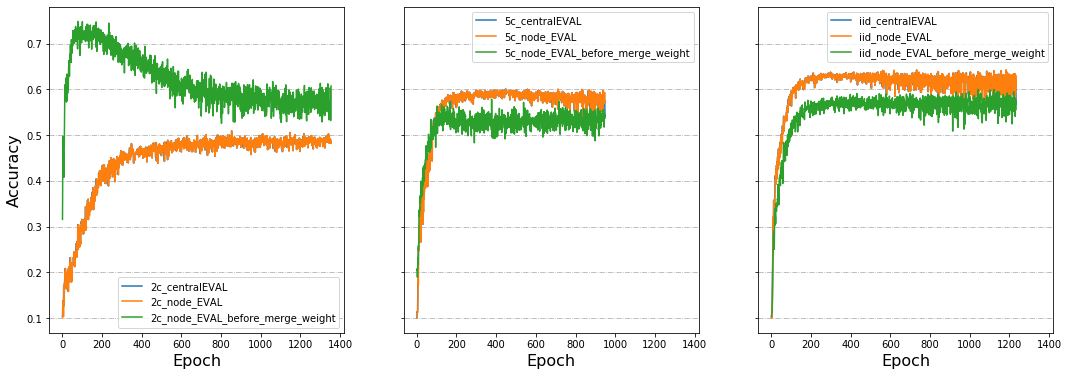 Accuracy
0.7
0.6
0.5
0.4
0.3
0.2
0.1
2c_centralEVAL
2c_node_EVAL
2c_node_EVAL_before_merge_weight
0 200 400 600 800 1000 1200 1400
Epoch
5c_centralEVAL
5c_node_EVAL
5c_node_EVAL_before_merge_weight
0 200 400 600 800 1000 1200 1400
Epoch
iid_centralEVAL
iid_node_EVAL
iid_node_EVAL_before_merge_weight
0 200 400 600 800 1000 1200 1400
Epoch